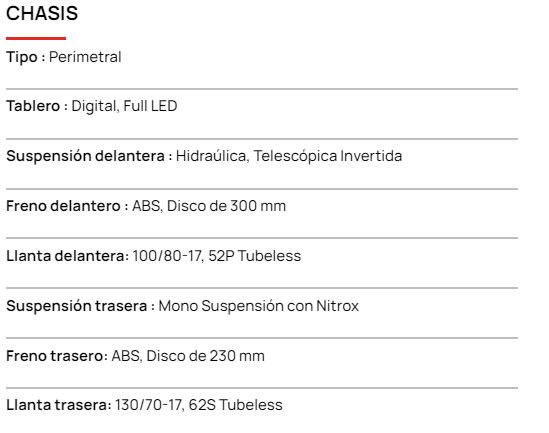 CHASIS
Tipo : Perimetral
Tablero : Digital, Full LED
Suspensión delantera : Hidraúlica, Telescópica Invertida
Freno delantero : ABS, Disco de 300 mm
Llanta delantera: 100/80-17, 52P Tubeless
Suspensión trasera : Mono Suspensión con Nitrox
Freno trasero: ABS, Disco de 230 mm
Llanta trasera: 130/70-17, 62S Tubeless